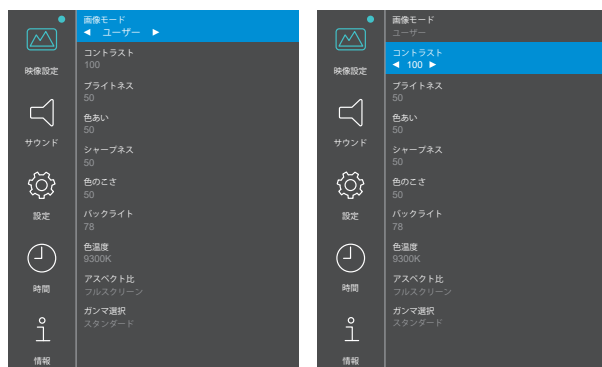 映像設定
サウンド
設定
時間
情報
画像モード
◀ ユーザー ▶
コントラスト
100
ブライトネス
50
色あい
50
シャープネス
50
色のこさ
50
バックライト
78
色温度
9300K
アスペクト比
フルスクリーン
ガンマ選択
スタンダード
映像設定
サウンド
設定
時間
情報
画像モード
ユーザー
コントラスト
◀ 100 ▶
ブライトネス
50
色あい
50
シャープネス
50
色のこさ
50
バックライト
78
色温度
9300K
アスペクト比
フルスクリーン
ガンマ選択
スタンダード